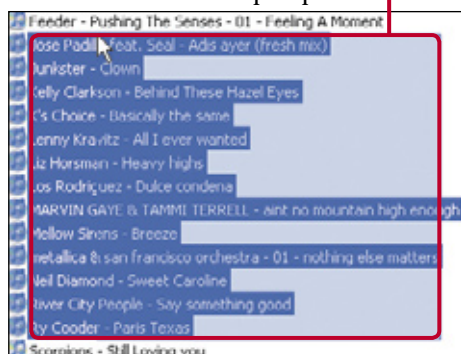 Feeder - Pushing The Senses - 01 - Feeling A Moment
Jose Padilla feat. Seal - Adis ayer (fresh mix)
Junkster - Clown
Kelly Clarkson - Behind These Hazel Eyes
K's Choice - Basically the same
Lenny Kravitz - All I ever wanted
Liz Horsman - Heavy highs
Los Rodriguez - Dulce condena
MARVIN GAYE & TAMMI TERRELL - aint no mountain high enough
Mellow Sirens - Breeze
metallica & san francisco orchestra - 01 - nothing else matters
Neil Diamond - Sweet Caroline
River City People - Say something good
Ry Cooder - Paris Texas
Scorpions - Still Loving you